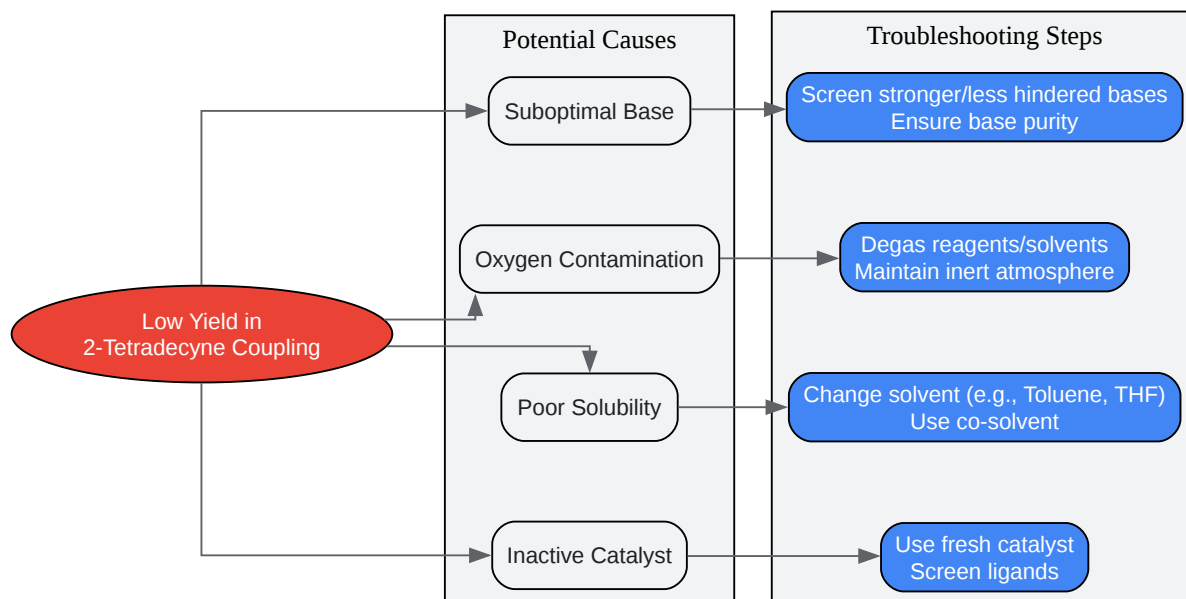 Potential Causes
Troubleshooting Steps
Suboptimal Base
Screen stronger/less hindered bases
Ensure base purity
Oxygen Contamination
Degas reagents/solvents
Maintain inert atmosphere
Low Yield in
2-Tetradecyne Coupling
Poor Solubility
Change solvent (e.g., Toluene, THF)
Use co-solvent
Inactive Catalyst
Use fresh catalyst
Screen ligands